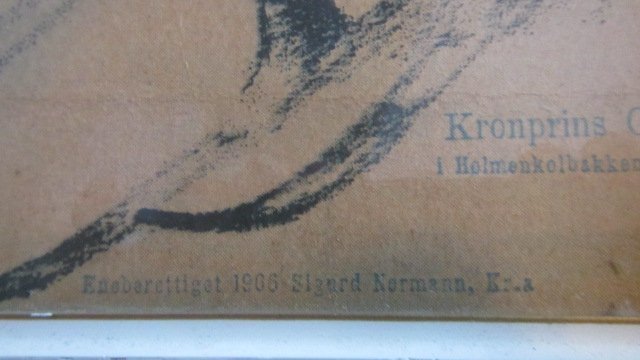 Kronprins
i Holmenkolbakken
Eneberettiget 1906 Sigurd Normann, Kr.a